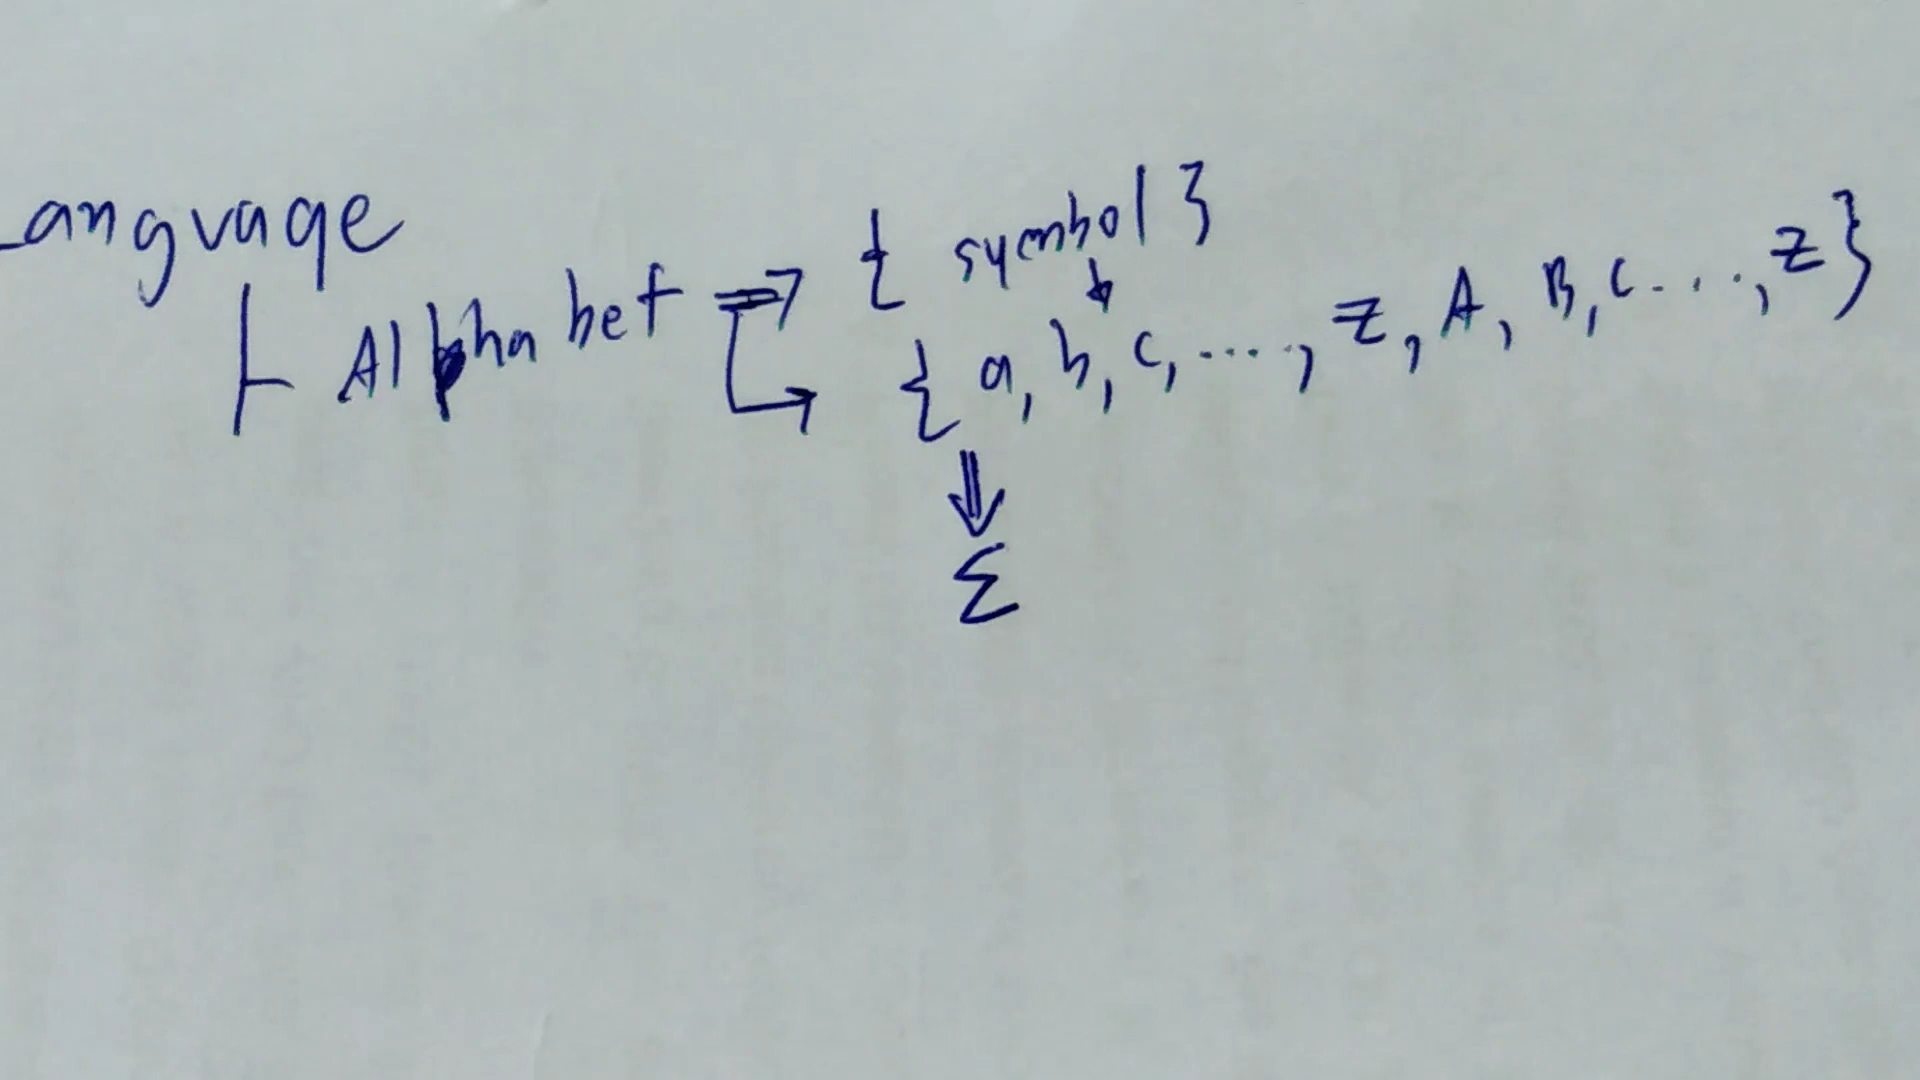 Language
Alphabet ⇒ { symbol }
↳ { a, b, c, ...., z, A, B, C...., Z}
⇓
Σ